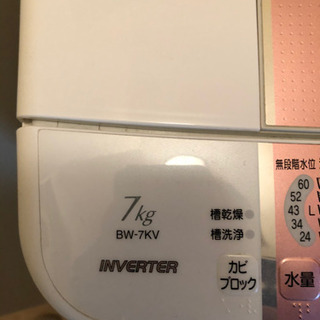 7kg
BW-7KV
INVERTER
槽乾燥
槽洗浄
カビ
ブロック
無段階水位
60
52
43 L
34
24
水量